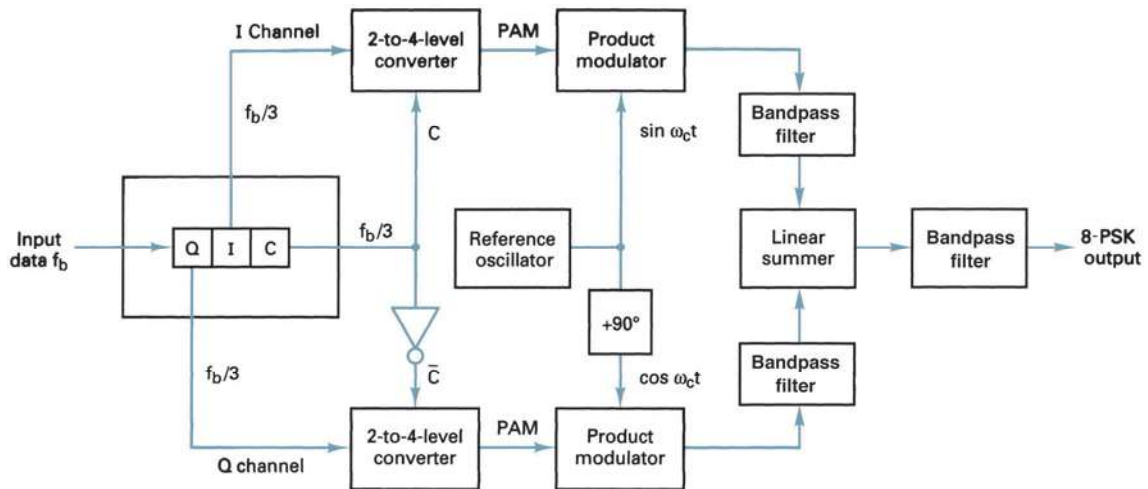 I Channel
2-to-4-level
converter
PAM
Product
modulator
f_b/3
C
sin ω_ct
Bandpass
filter
Input
data f_b
Q I C
f_b/3
Reference
oscillator
Linear
summer
Bandpass
filter
8-PSK
output
+90°
f_b/3
C̄
cos ω_ct
Bandpass
filter
Q channel
2-to-4-level
converter
PAM
Product
modulator